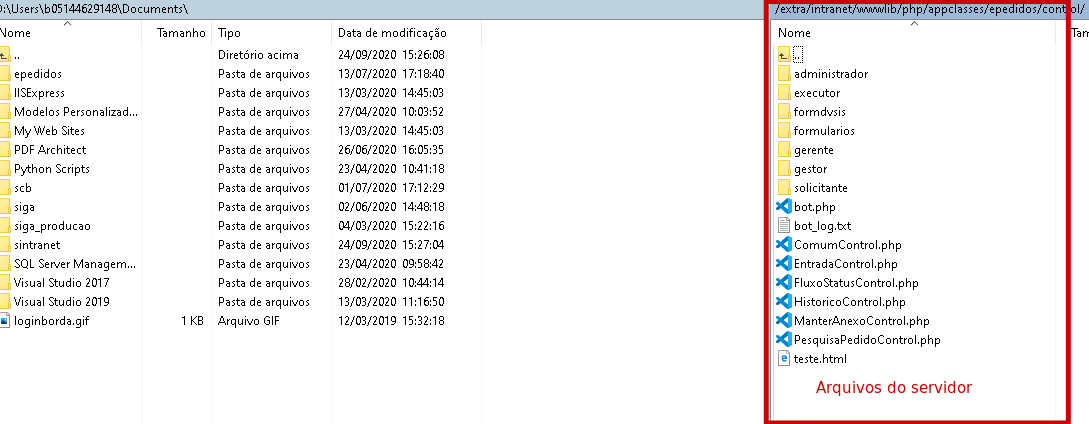 D:\Users\b05144629148\Documents\
Nome Tamanho Tipo Data de modificação
.. Diretório acima 24/09/2020 15:26:08
epedidos Pasta de arquivos 13/07/2020 17:18:40
IISExpress Pasta de arquivos 13/03/2020 14:45:03
Modelos Personalizad... Pasta de arquivos 27/04/2020 10:03:52
My Web Sites Pasta de arquivos 13/03/2020 14:45:03
PDF Architect Pasta de arquivos 26/06/2020 16:05:35
Python Scripts Pasta de arquivos 23/04/2020 10:41:18
scb Pasta de arquivos 01/07/2020 17:12:29
siga Pasta de arquivos 02/06/2020 14:48:18
siga_producao Pasta de arquivos 04/03/2020 15:22:16
sintranet Pasta de arquivos 24/09/2020 15:27:04
SQL Server Managem... Pasta de arquivos 23/04/2020 09:58:42
Visual Studio 2017 Pasta de arquivos 28/02/2020 10:44:14
Visual Studio 2019 Pasta de arquivos 13/03/2020 11:16:50
loginborda.gif 1 KB Arquivo GIF 12/03/2019 15:32:18
/extra/intranet/wwwlib/php/appclasses/epedidos/control/
Nome Tam
..
administrador
executor
formdvsis
formularios
gerente
gestor
solicitante
bot.php
bot_log.txt
ComumControl.php
EntradaControl.php
FluxoStatusControl.php
HistoricoControl.php
ManterAnexoControl.php
PesquisaPedidoControl.php
teste.html
Arquivos do servidor